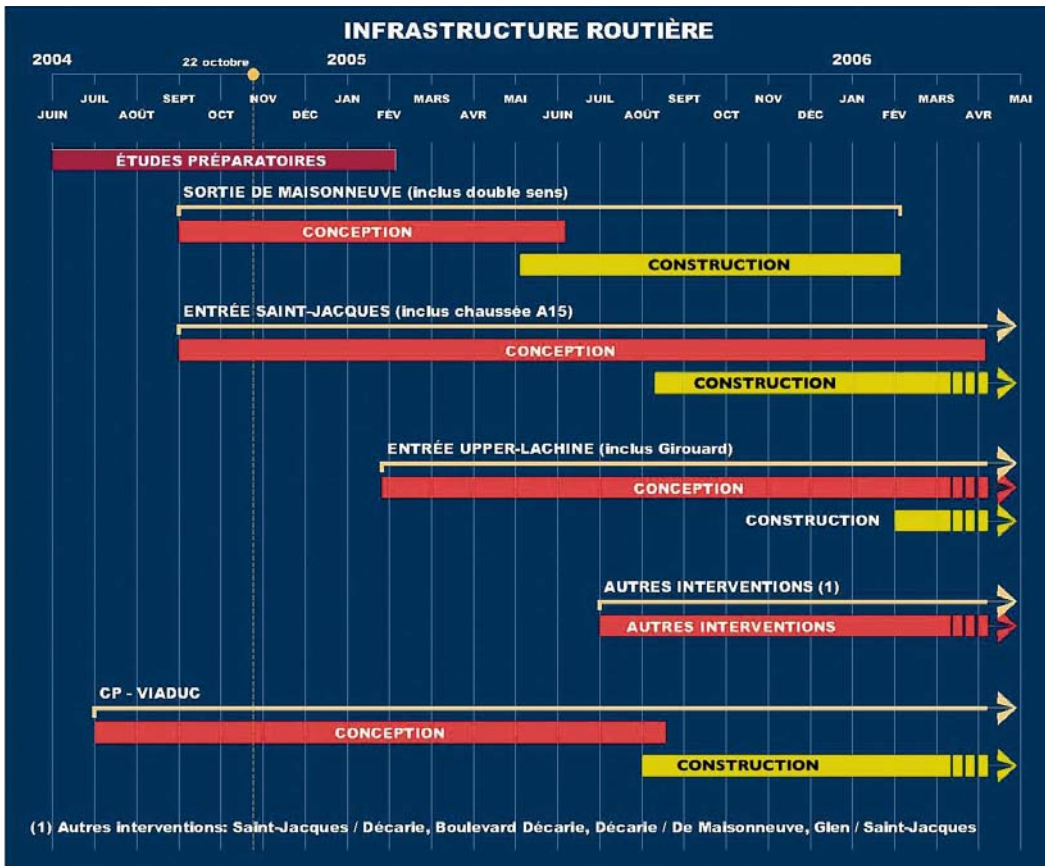 INFRASTRUCTURE ROUTIÈRE
2004 22 octobre 2005 2006
JUIL SEPT NOV JAN MARS MAI JUIL SEPT NOV JAN MARS MAI
JUIN AOÛT OCT DÉC FÉV AVR JUIN AOÛT OCT DÉC FÉV AVR
ÉTUDES PRÉPARATOIRES
SORTIE DE MAISONNEUVE (inclus double sens)
CONCEPTION
CONSTRUCTION
ENTRÉE SAINT-JACQUES (inclus chaussée A15)
CONCEPTION
CONSTRUCTION
ENTRÉE UPPER-LACHINE (inclus Girouard)
CONCEPTION
CONSTRUCTION
AUTRES INTERVENTIONS (1)
AUTRES INTERVENTIONS
CP - VIADUC
CONCEPTION
CONSTRUCTION
(1) Autres interventions: Saint-Jacques / Décarie, Boulevard Décarie, Décarie / De Maisonneuve, Glen / Saint-Jacques